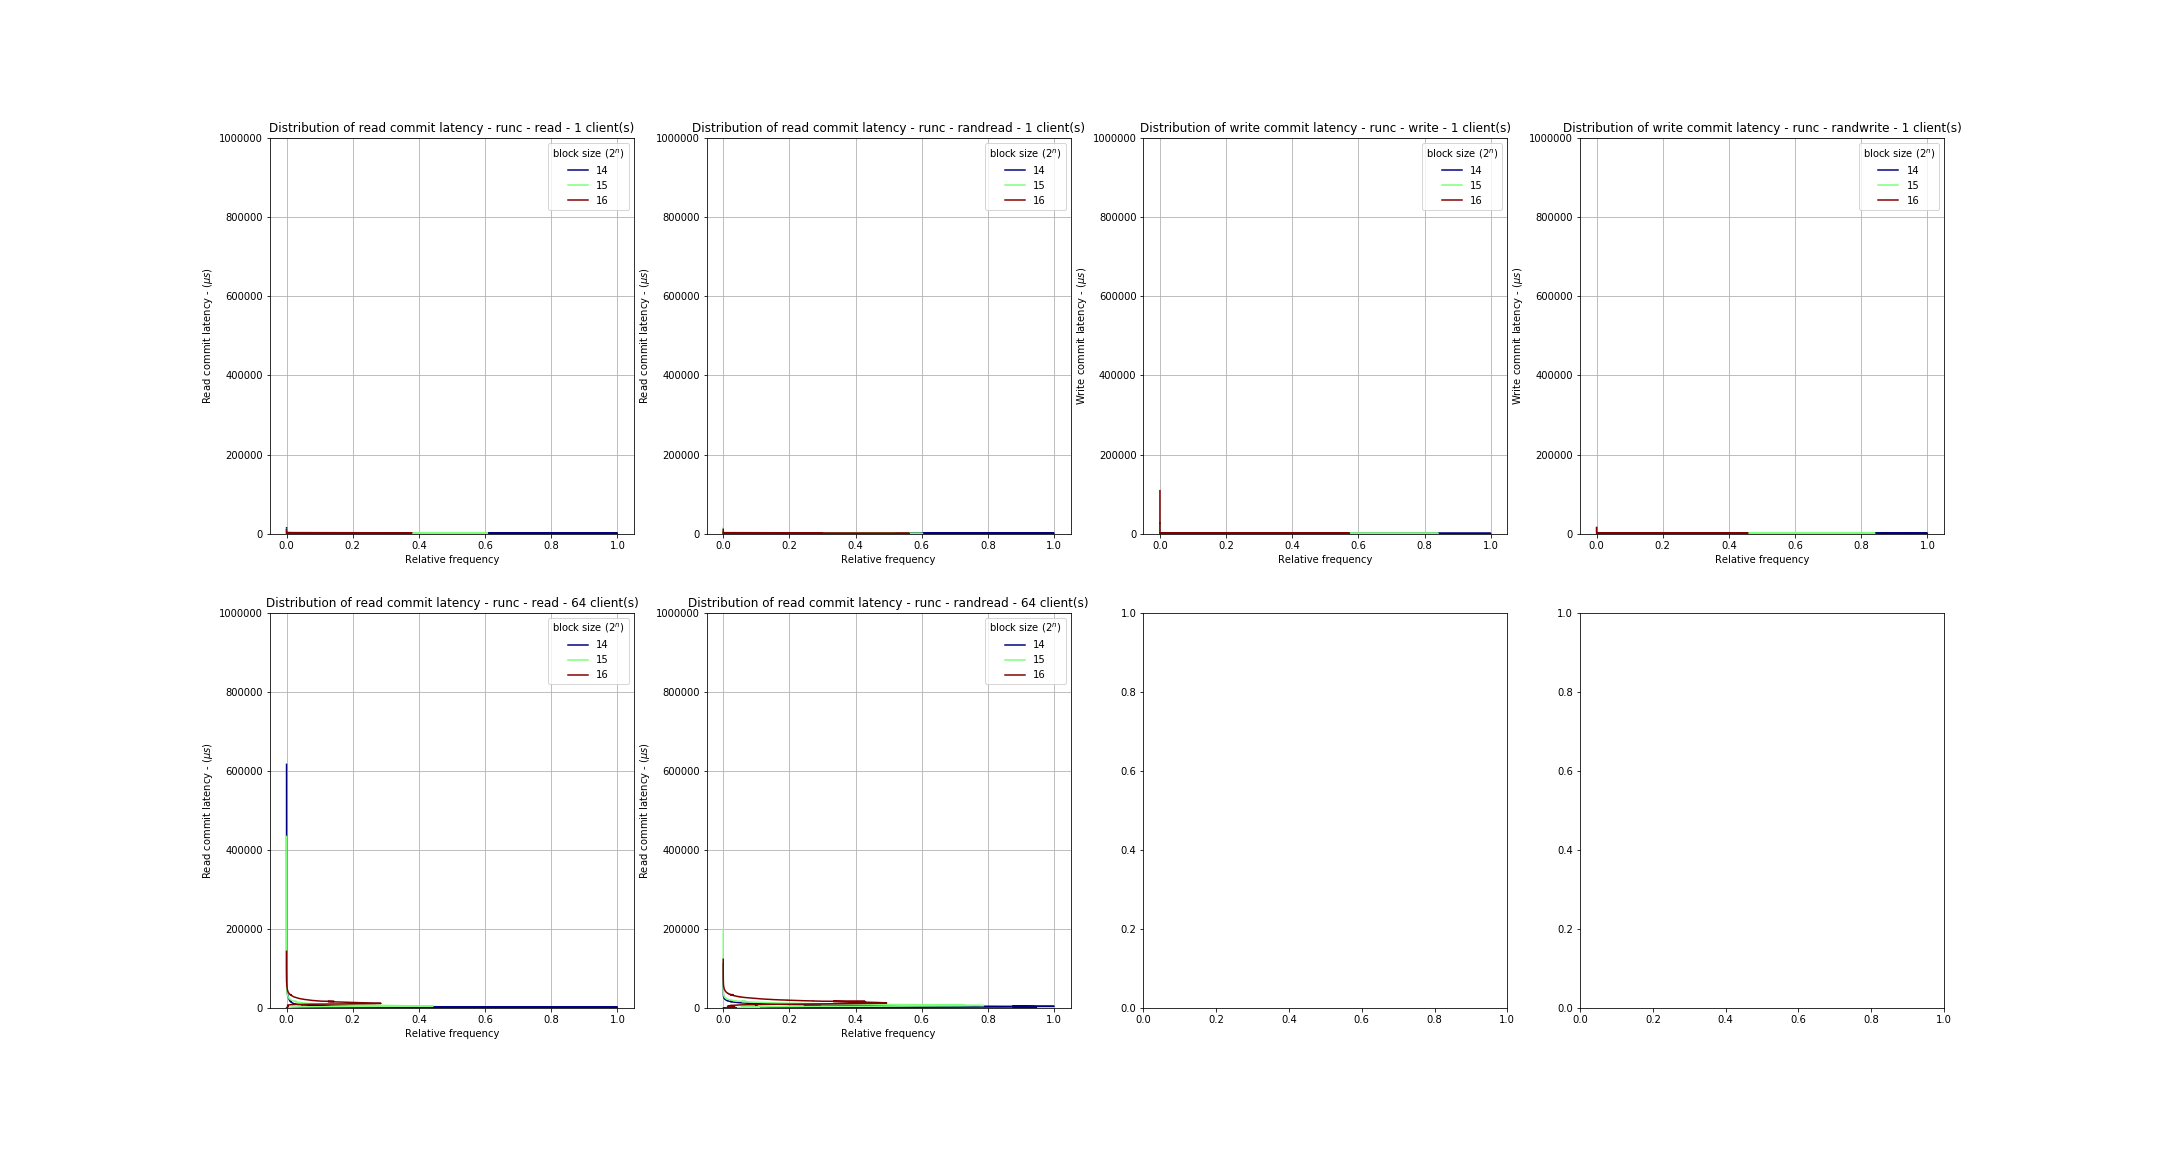 Distribution of read commit latency - runc - read - 1 client(s)
1000000
800000
600000
400000
200000
0
Read commit latency - (μs)
block size (2ⁿ)
14
15
16
0.0 0.2 0.4 0.6 0.8 1.0
Relative frequency
Distribution of read commit latency - runc - randread - 1 client(s)
1000000
800000
600000
400000
200000
0
Read commit latency - (μs)
block size (2ⁿ)
14
15
16
0.0 0.2 0.4 0.6 0.8 1.0
Relative frequency
Distribution of write commit latency - runc - write - 1 client(s)
1000000
800000
600000
400000
200000
0
Write commit latency - (μs)
block size (2ⁿ)
14
15
16
0.0 0.2 0.4 0.6 0.8 1.0
Relative frequency
Distribution of write commit latency - runc - randwrite - 1 client(s)
1000000
800000
600000
400000
200000
0
Write commit latency - (μs)
block size (2ⁿ)
14
15
16
0.0 0.2 0.4 0.6 0.8 1.0
Relative frequency
Distribution of read commit latency - runc - read - 64 client(s)
1000000
800000
600000
400000
200000
0
Read commit latency - (μs)
block size (2ⁿ)
14
15
16
0.0 0.2 0.4 0.6 0.8 1.0
Relative frequency
Distribution of read commit latency - runc - randread - 64 client(s)
1000000
800000
600000
400000
200000
0
Read commit latency - (μs)
block size (2ⁿ)
14
15
16
0.0 0.2 0.4 0.6 0.8 1.0
Relative frequency
1.0
0.8
0.6
0.4
0.2
0.0
0.0 0.2 0.4 0.6 0.8 1.0
1.0
0.8
0.6
0.4
0.2
0.0
0.0 0.2 0.4 0.6 0.8 1.0